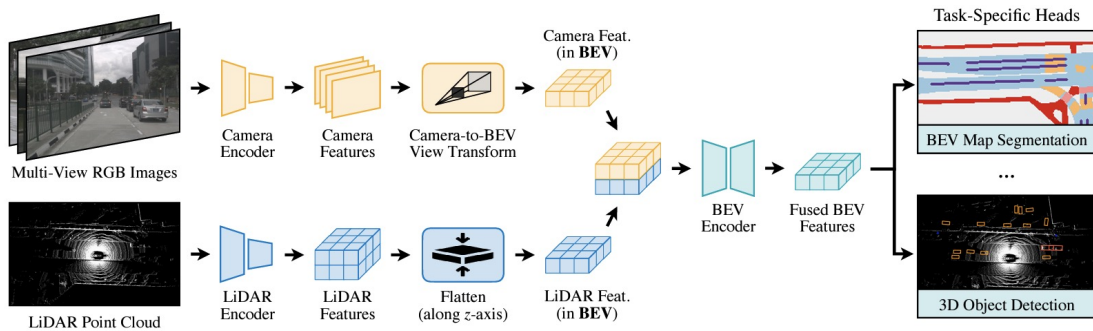 Multi-View RGB Images
Camera
Encoder
Camera
Features
Camera-to-BEV
View Transform
Camera Feat.
(in BEV)
LiDAR Point Cloud
LiDAR
Encoder
LiDAR
Features
Flatten
(along z-axis)
LiDAR Feat.
(in BEV)
BEV
Encoder
Fused BEV
Features
Task-Specific Heads
BEV Map Segmentation
...
3D Object Detection